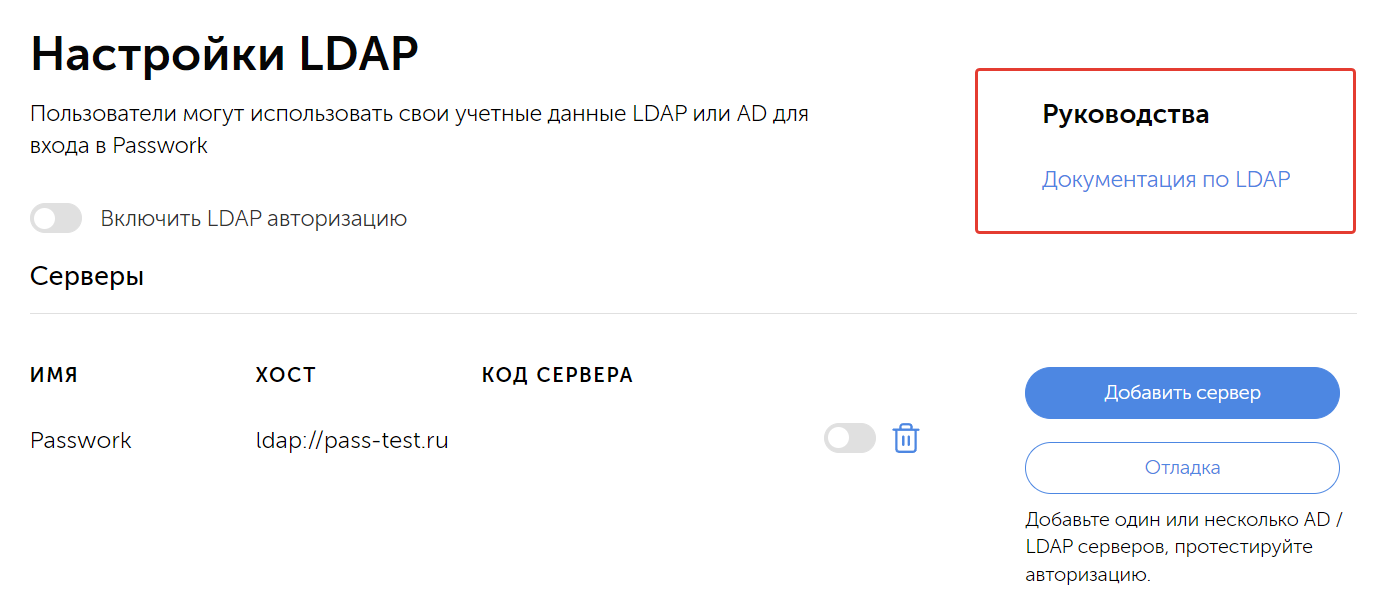 Настройки LDAP
Пользователи могут использовать свои учетные данные LDAP или AD для
входа в Passwork
Включить LDAP авторизацию
Руководства
Документация по LDAP
Серверы
ИМЯ ХОСТ КОД СЕРВЕРА
Passwork ldap://pass-test.ru
Добавить сервер
Отладка
Добавьте один или несколько AD /
LDAP серверов, протестируйте
авторизацию.